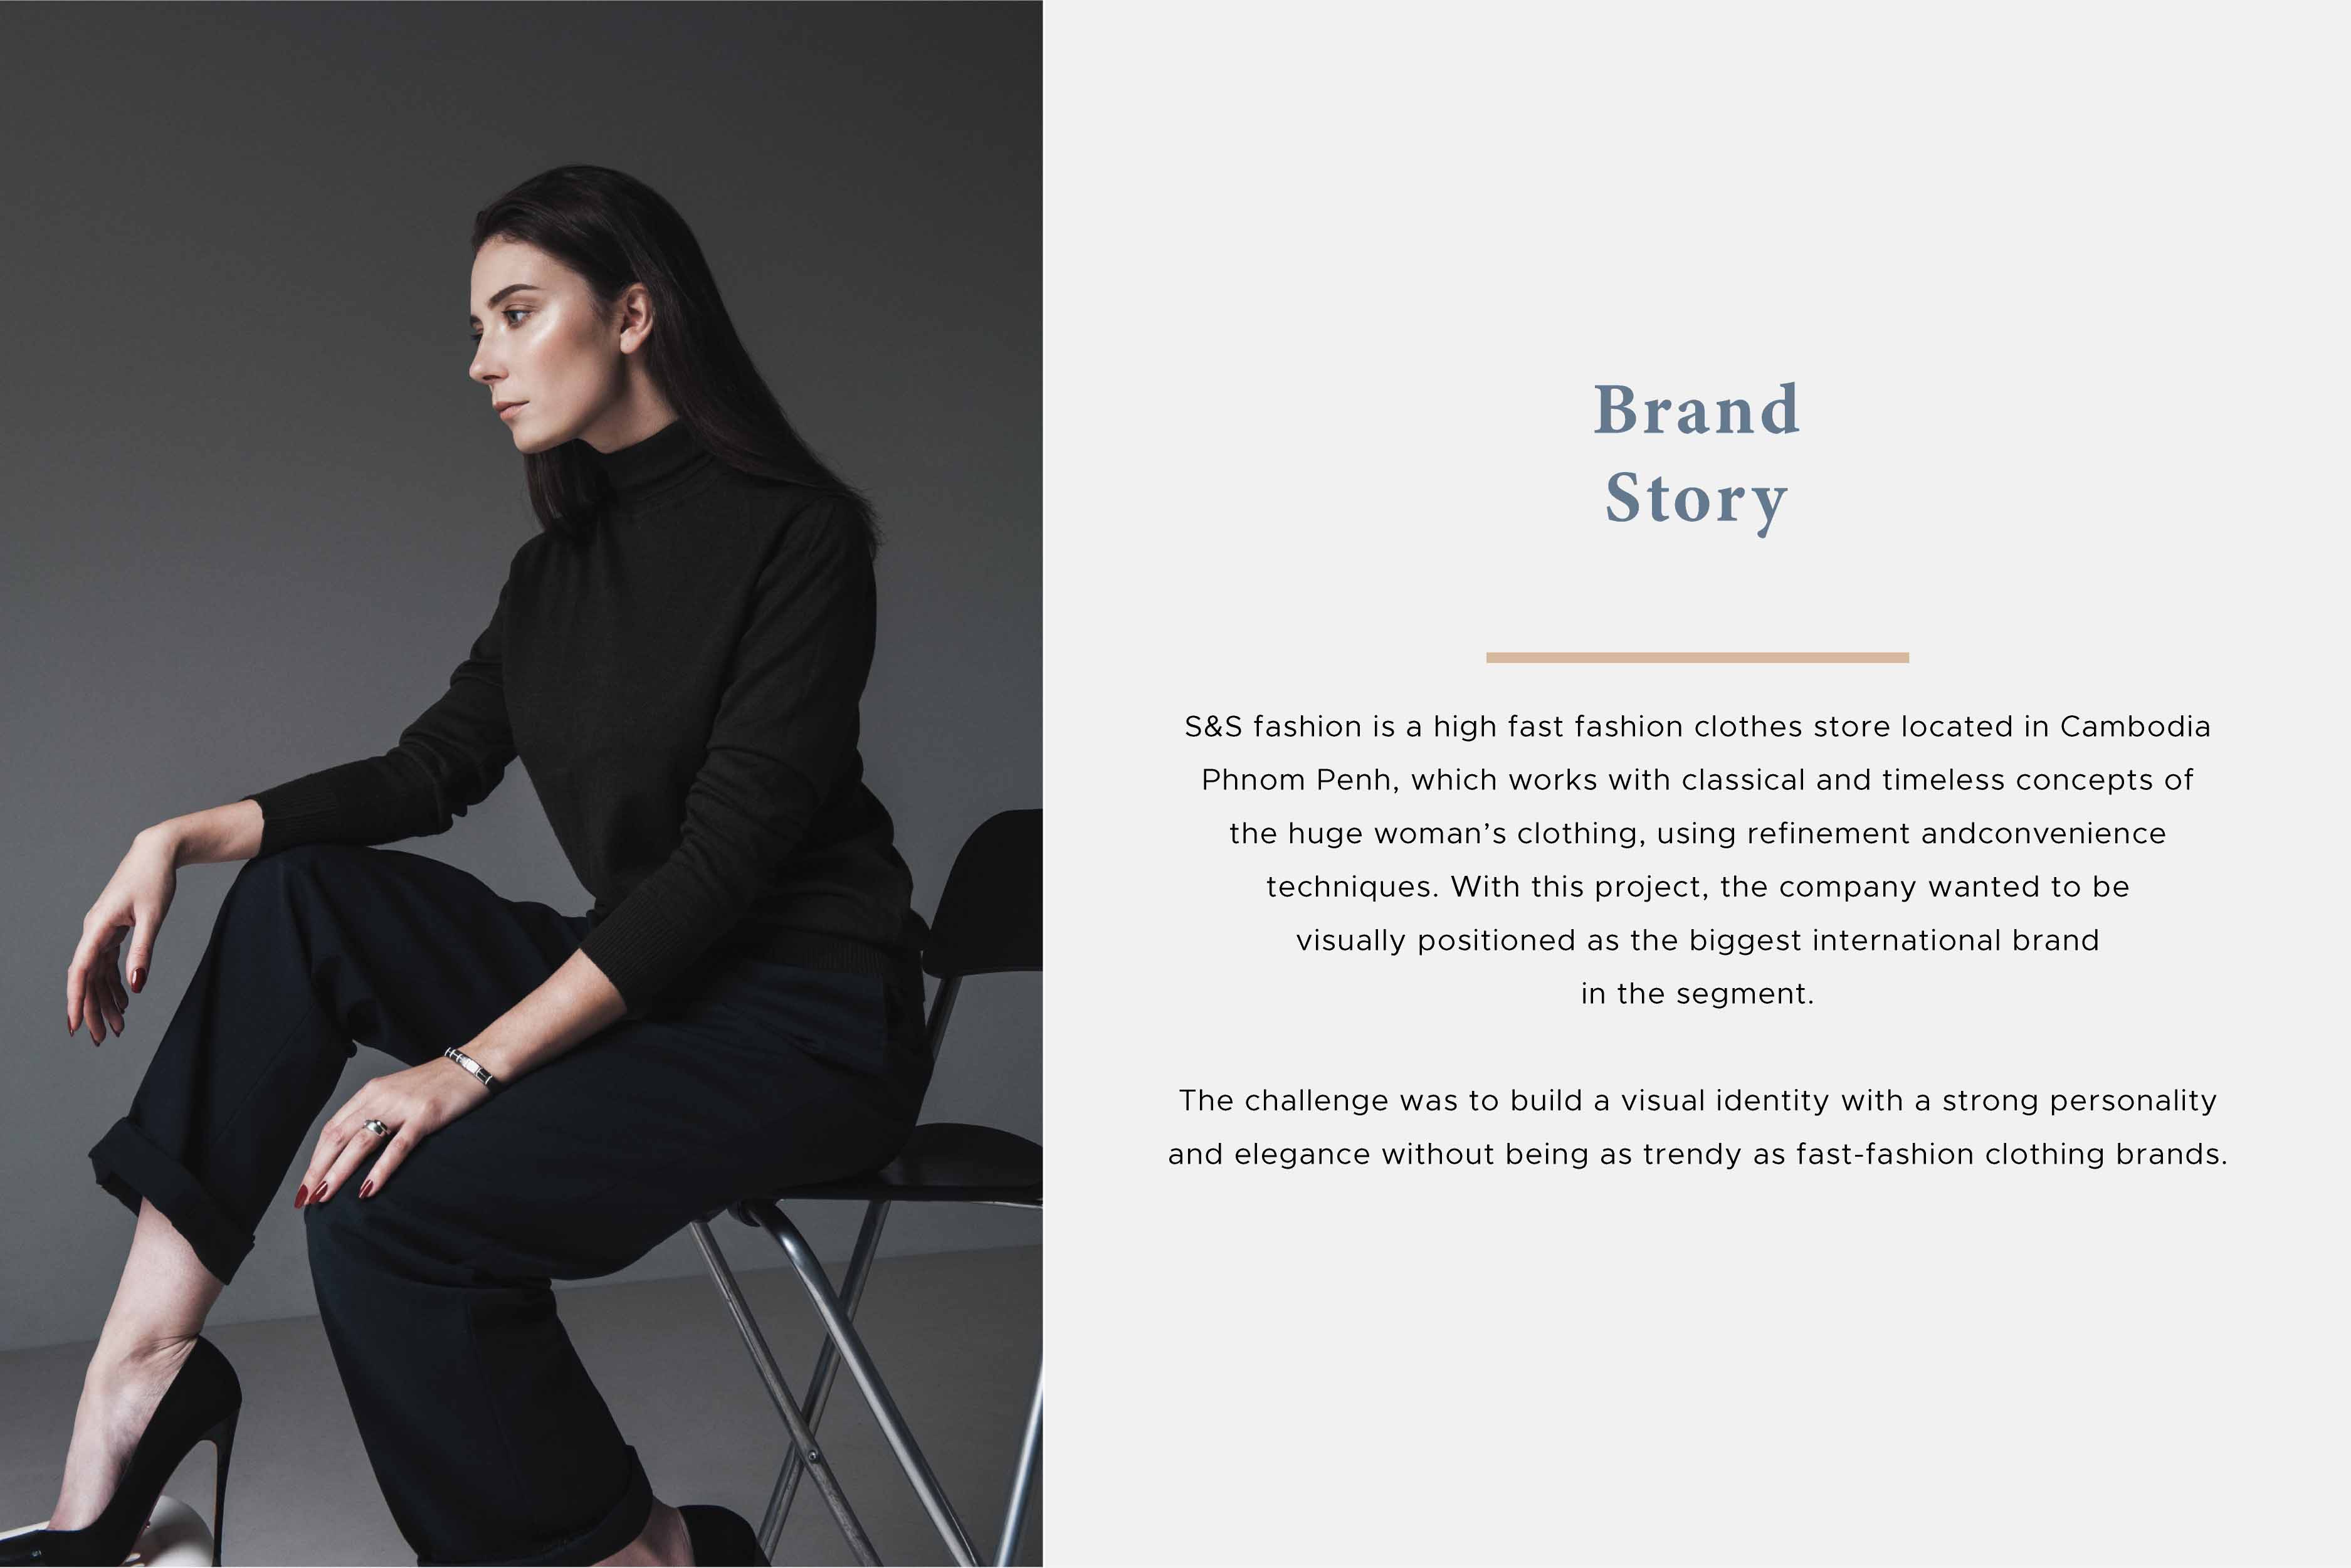 Brand
Story
S&S fashion is a high fast fashion clothes store located in Cambodia
Phnom Penh, which works with classical and timeless concepts of
the huge woman’s clothing, using refinement andconvenience
techniques. With this project, the company wanted to be
visually positioned as the biggest international brand
in the segment.
The challenge was to build a visual identity with a strong personality
and elegance without being as trendy as fast-fashion clothing brands.